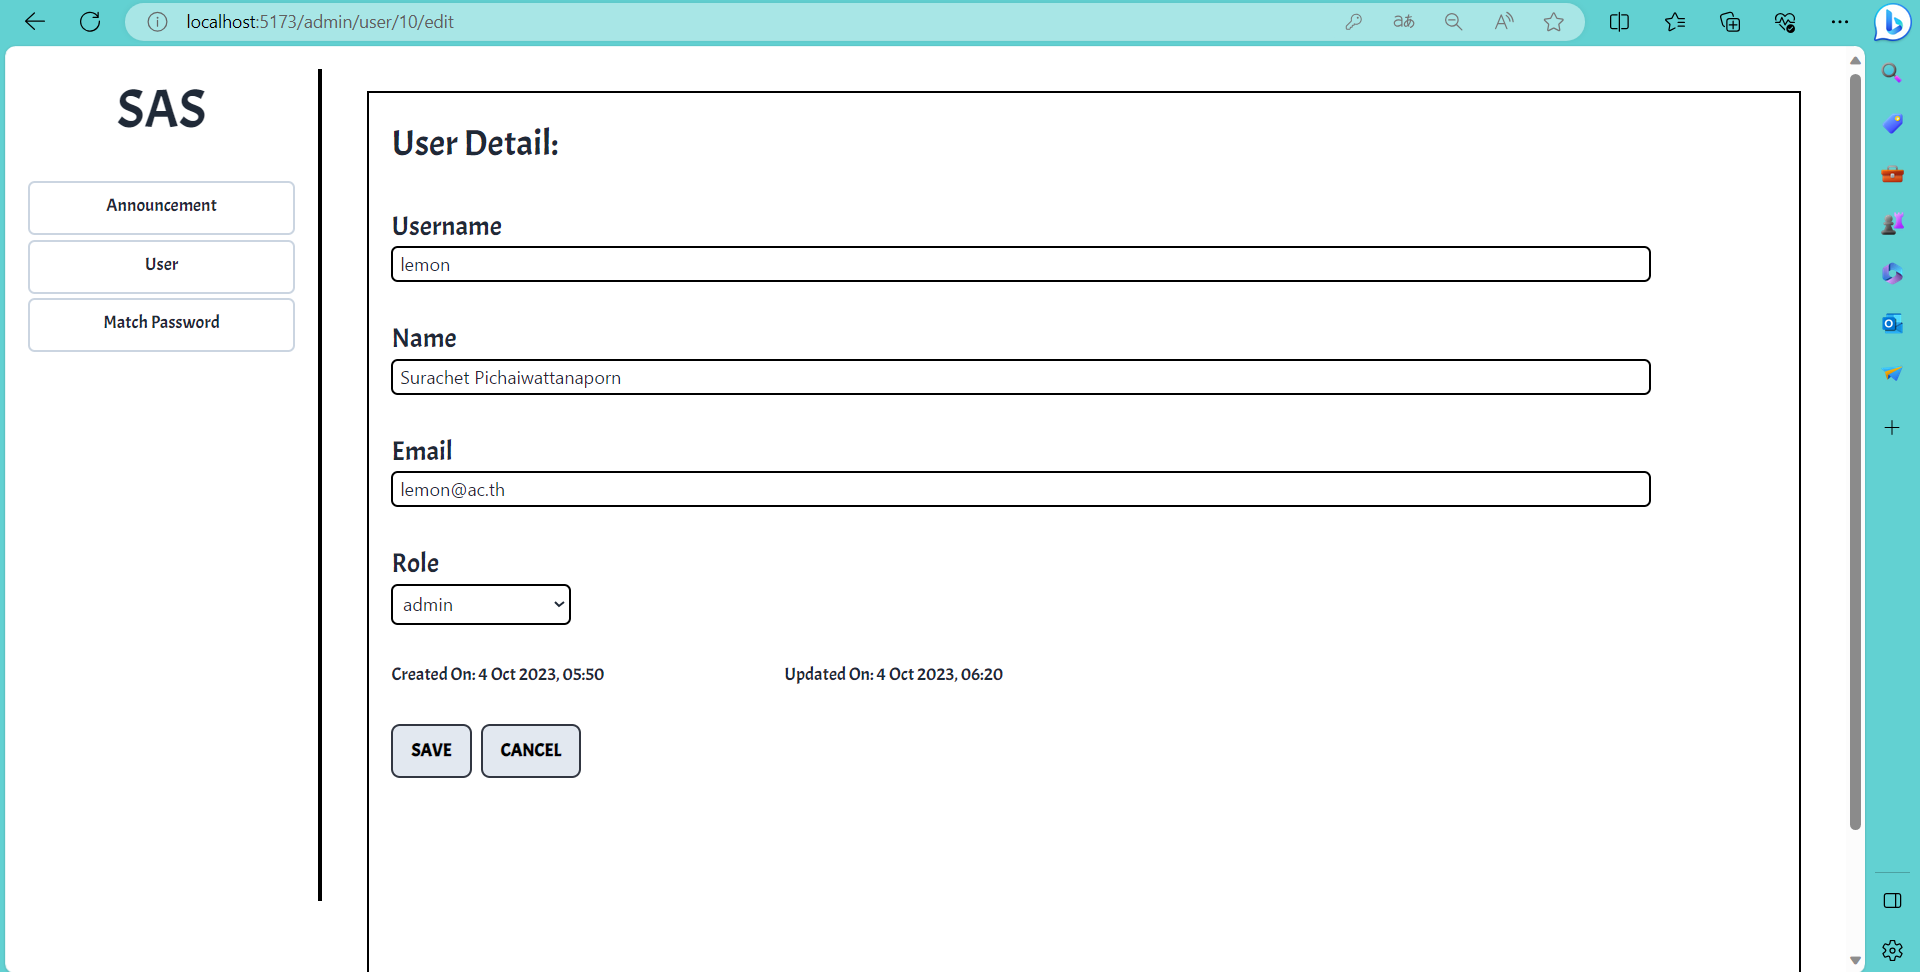 localhost:5173/admin/user/10/edit
aあ
SAS
Announcement
User
Match Password
User Detail:
Username
lemon
Name
Surachet Pichaiwattanaporn
Email
lemon@ac.th
Role
admin
Created On: 4 Oct 2023, 05:50
Updated On: 4 Oct 2023, 06:20
SAVE
CANCEL